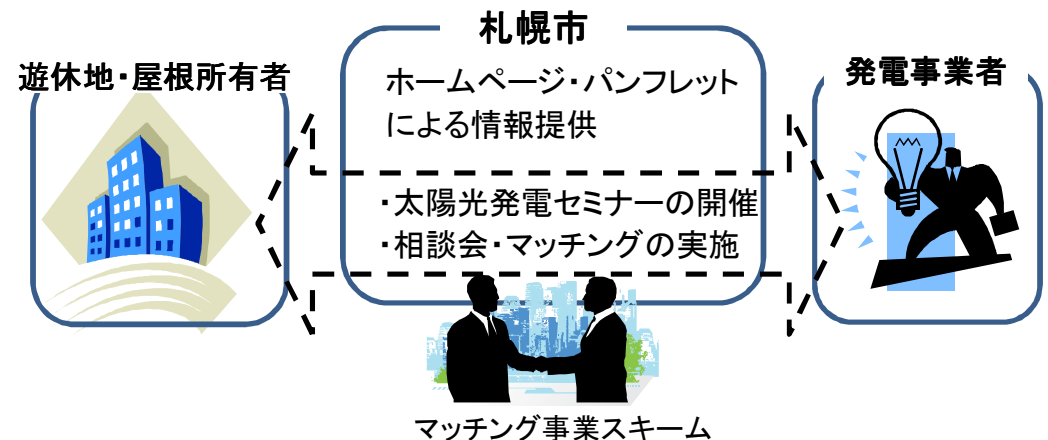 札幌市
遊休地・屋根所有者
発電事業者
ホームページ・パンフレット
による情報提供
・太陽光発電セミナーの開催
・相談会・マッチングの実施
マッチング事業スキーム